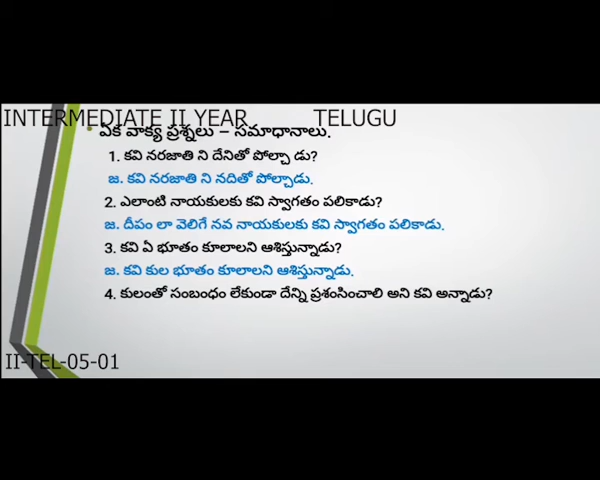 INTERMEDIATE II YEAR TELUGU
• ఏక వాక్య ప్రశ్నలు – సమాధానాలు.
1. కవి నరజాతి ని దేనితో పోల్చా డు?
జ. కవి నరజాతి ని నదితో పోల్చాడు.
2. ఎలాంటి నాయకులకు కవి స్వాగతం పలికాడు?
జ. దీపం లా వెలిగే నవ నాయకులకు కవి స్వాగతం పలికాడు.
3. కవి ఏ భూతం కూలాలని ఆశిస్తున్నాడు?
జ. కవి కుల భూతం కూలాలని ఆశిస్తున్నాడు.
4. కులంతో సంబంధం లేకుండా దేన్ని ప్రశంసించాలి అని కవి అన్నాడు?
II-TEL-05-01